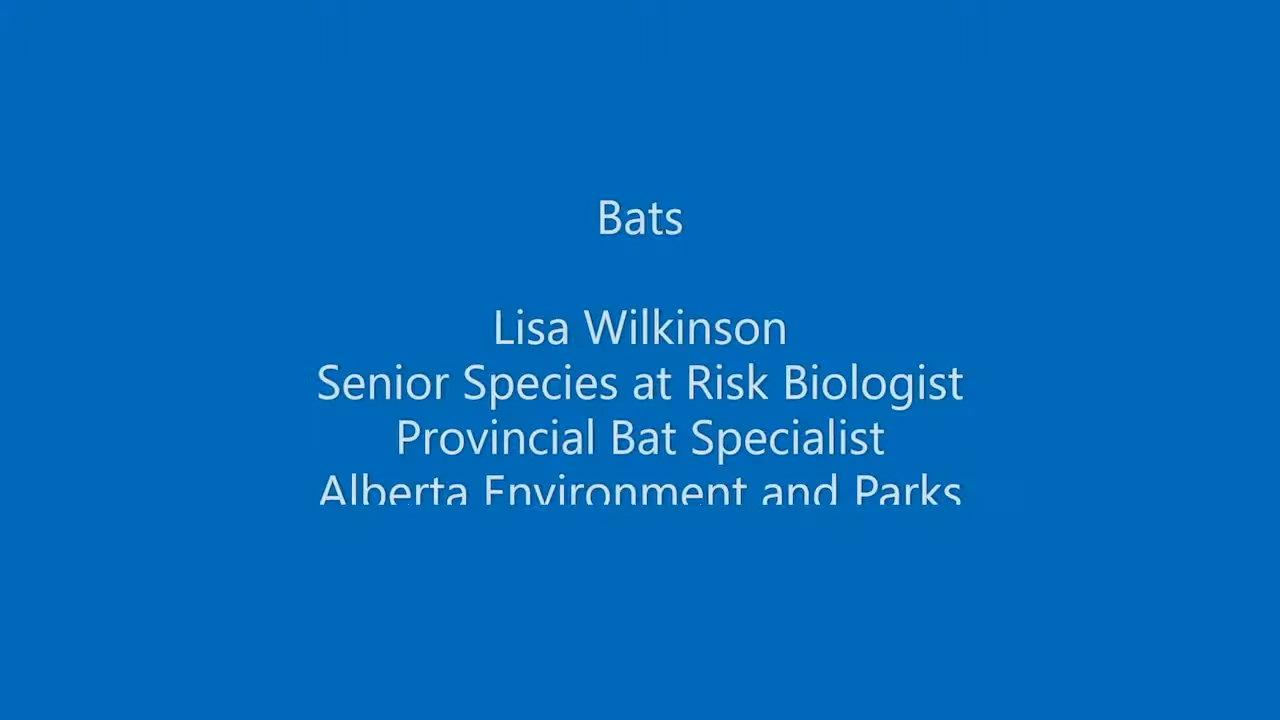 Bats
Lisa Wilkinson
Senior Species at Risk Biologist
Provincial Bat Specialist
Alberta Environment and Parks